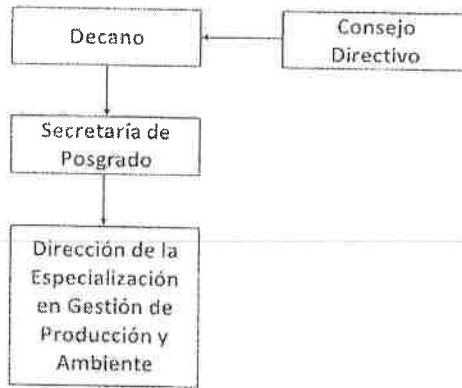 Decano
Consejo
Directivo
Secretaría de
Posgrado
Dirección de la
Especialización
en Gestión de
Producción y
Ambiente